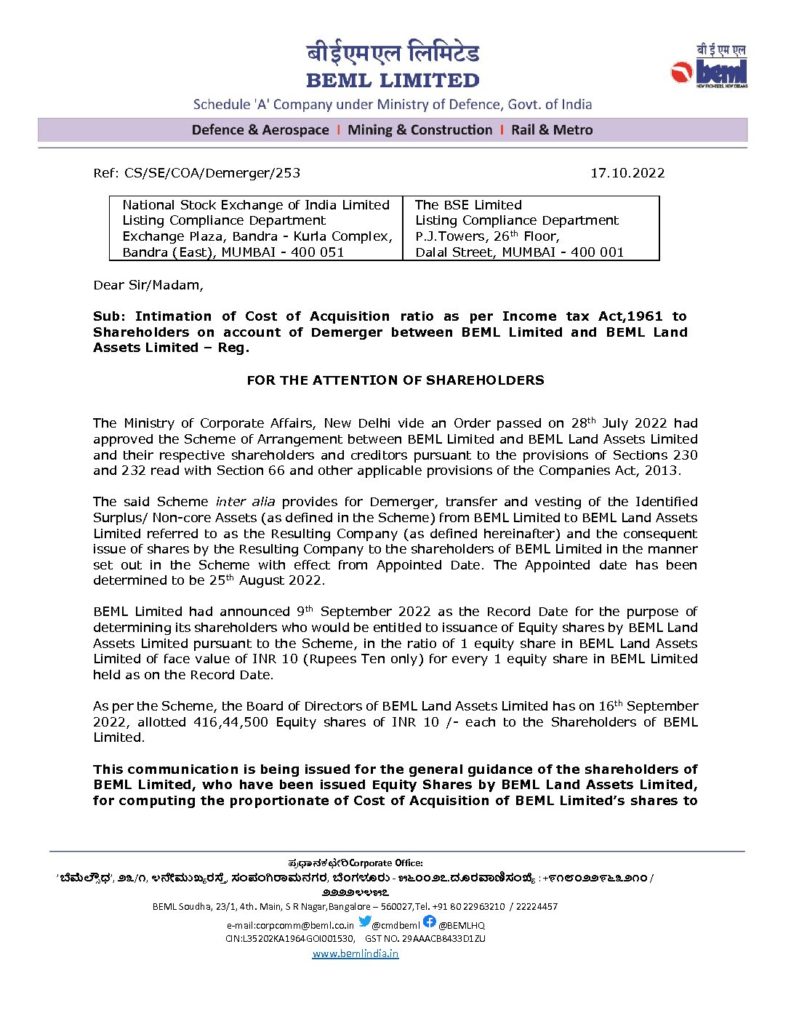 बीईएमएल लिमिटेड
BEML LIMITED
बी ई एम एल
beml
NEW FRONTIERS. NEW DREAMS
Schedule 'A' Company under Ministry of Defence, Govt. of India
Defence & Aerospace I Mining & Construction I Rail & Metro
Ref: CS/SE/COA/Demerger/253 17.10.2022
National Stock Exchange of India Limited
Listing Compliance Department
Exchange Plaza, Bandra - Kurla Complex,
Bandra (East), MUMBAI - 400 051
The BSE Limited
Listing Compliance Department
P.J.Towers, 26th Floor,
Dalal Street, MUMBAI - 400 001
Dear Sir/Madam,
Sub: Intimation of Cost of Acquisition ratio as per Income tax Act,1961 to
Shareholders on account of Demerger between BEML Limited and BEML Land
Assets Limited – Reg.
FOR THE ATTENTION OF SHAREHOLDERS
The Ministry of Corporate Affairs, New Delhi vide an Order passed on 28th July 2022 had
approved the Scheme of Arrangement between BEML Limited and BEML Land Assets Limited
and their respective shareholders and creditors pursuant to the provisions of Sections 230
and 232 read with Section 66 and other applicable provisions of the Companies Act, 2013.
The said Scheme inter alia provides for Demerger, transfer and vesting of the Identified
Surplus/ Non-core Assets (as defined in the Scheme) from BEML Limited to BEML Land Assets
Limited referred to as the Resulting Company (as defined hereinafter) and the consequent
issue of shares by the Resulting Company to the shareholders of BEML Limited in the manner
set out in the Scheme with effect from Appointed Date. The Appointed date has been
determined to be 25th August 2022.
BEML Limited had announced 9th September 2022 as the Record Date for the purpose of
determining its shareholders who would be entitled to issuance of Equity shares by BEML Land
Assets Limited pursuant to the Scheme, in the ratio of 1 equity share in BEML Land Assets
Limited of face value of INR 10 (Rupees Ten only) for every 1 equity share in BEML Limited
held as on the Record Date.
As per the Scheme, the Board of Directors of BEML Land Assets Limited has on 16th September
2022, allotted 416,44,500 Equity shares of INR 10 /- each to the Shareholders of BEML
Limited.
This communication is being issued for the general guidance of the shareholders of
BEML Limited, who have been issued Equity Shares by BEML Land Assets Limited,
for computing the proportionate of Cost of Acquisition of BEML Limited's shares to
ಪ್ರಧಾನಕಛೇರಿCorporate Office:
'ಬೆಮೆಲ್ಸೌಧ', ೨೩/೧, ೪ನೇಮುಖ್ಯರಸ್ತೆ, ಸಂಪಂಗಿರಾಮನಗರ, ಬೆಂಗಳೂರು - ೫೬೦೦೨೭.ದೂರವಾಣಿಸಂಖ್ಯೆ : +೯೧೮೦೨೨೯೬೩೨೧೦ /
೨೨೨೨೪೪೫೭
BEML Soudha, 23/1, 4th. Main, S R Nagar,Bangalore – 560027,Tel. +91 80 22963210 / 22224457
e-mail:corpcomm@beml.co.in @cmdbeml @BEMLHQ
CIN:L35202KA1964GOI001530, GST NO. 29AAACB8433D1ZU
www.bemlindia.in